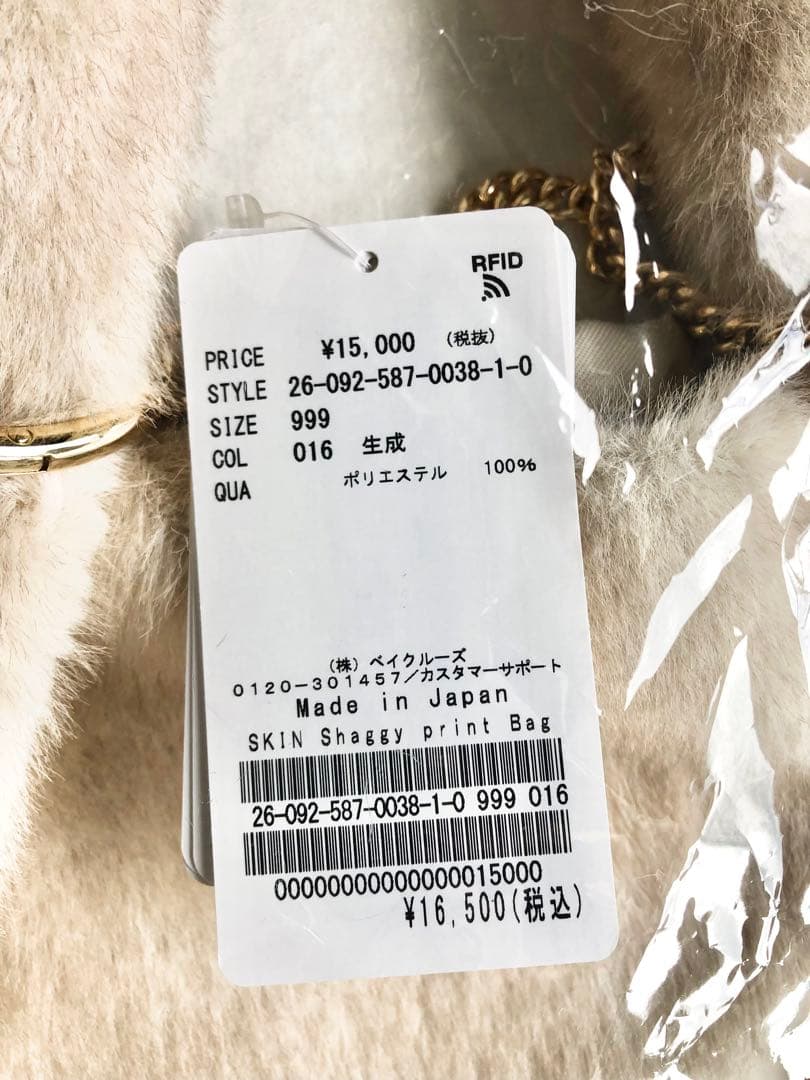 RFID
PRICE ¥15,000 (税抜)
STYLE 26-092-587-0038-1-0
SIZE 999
COL 016 生成
QUA ポリエステル 100%
(株) ベイクルーズ
0120-301457/カスタマーサポート
Made in Japan
SKIN Shaggy print Bag
26-092-587-0038-1-0 999 016
000000000000000015000
¥16,500(税込)